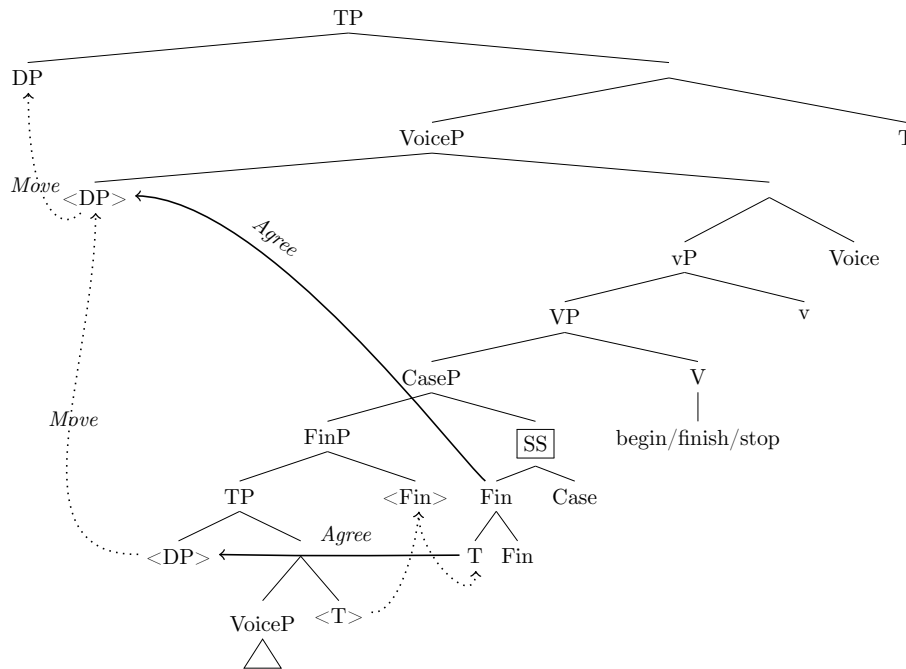 TP
DP
VoiceP T
Move
<DP>
Agree
vP Voice
VP v
CaseP V
Move
FinP SS begin/finish/stop
TP <Fin> Fin Case
<DP> Agree T Fin
VoiceP <T>